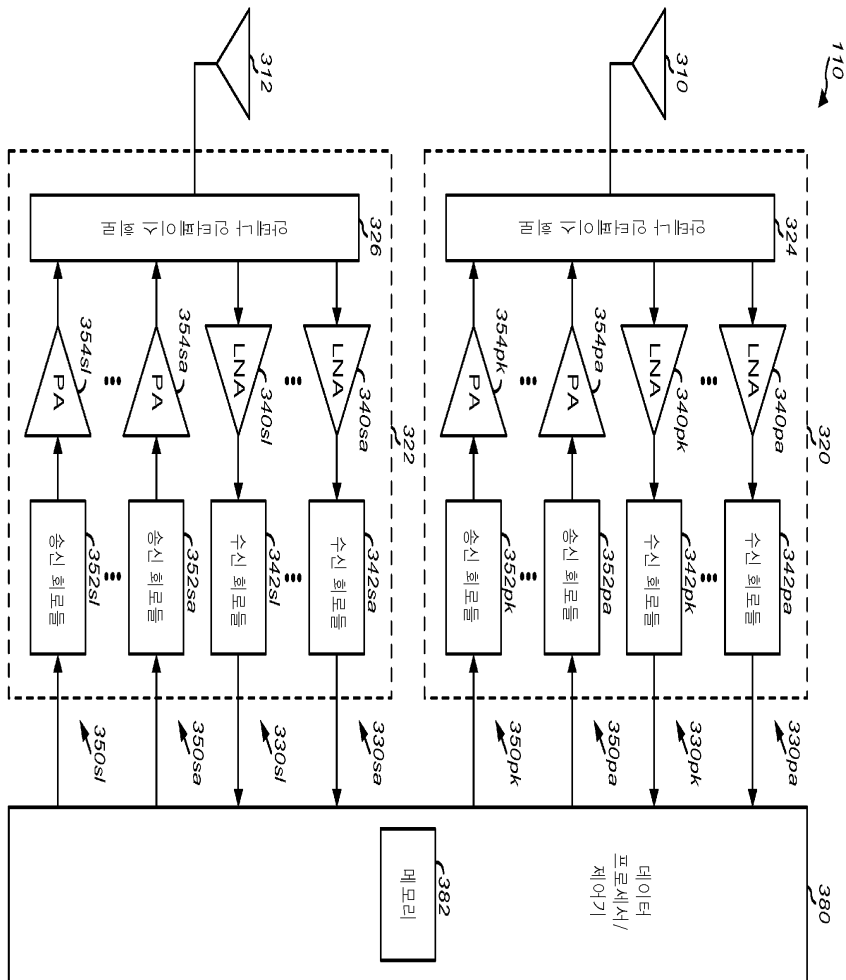 110
310
312
320
322
324
안테나 인터페이스 회로
326
안테나 인터페이스 회로
340pa
LNA
340pk
LNA
354pa
PA
354pk
PA
340sa
LNA
340sl
LNA
354sa
PA
354sl
PA
342pa
수신 회로들
342pk
수신 회로들
352pa
송신 회로들
352pk
송신 회로들
342sa
수신 회로들
342sl
수신 회로들
352sa
송신 회로들
352sl
송신 회로들
330pa
330pk
350pa
350pk
330sa
330sl
350sa
350sl
380
데이터
프로세서/
제어기
382
메모리